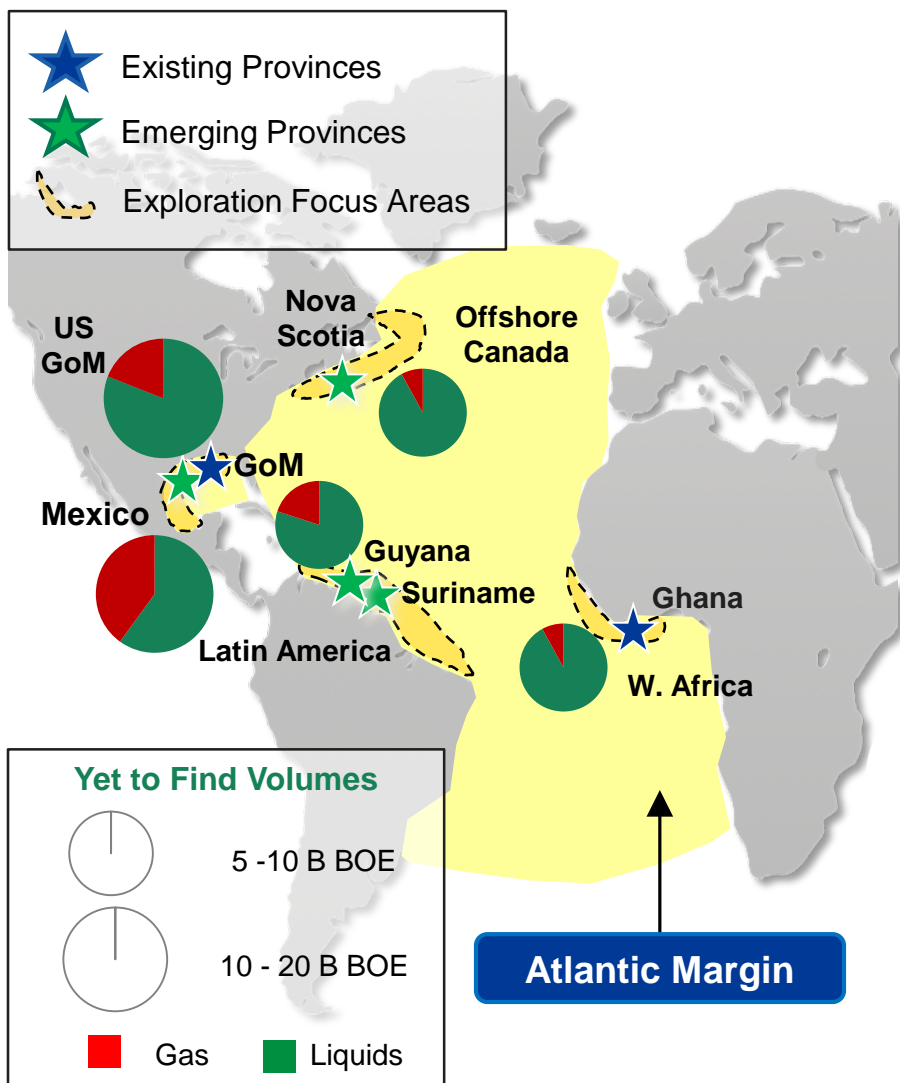 Existing Provinces
Emerging Provinces
Exploration Focus Areas
Nova
Scotia
Offshore
Canada
US
GoM
GoM
Mexico
Guyana
Suriname
Latin America
Ghana
W. Africa
Yet to Find Volumes
5 -10 B BOE
10 - 20 B BOE
Gas
Liquids
Atlantic Margin